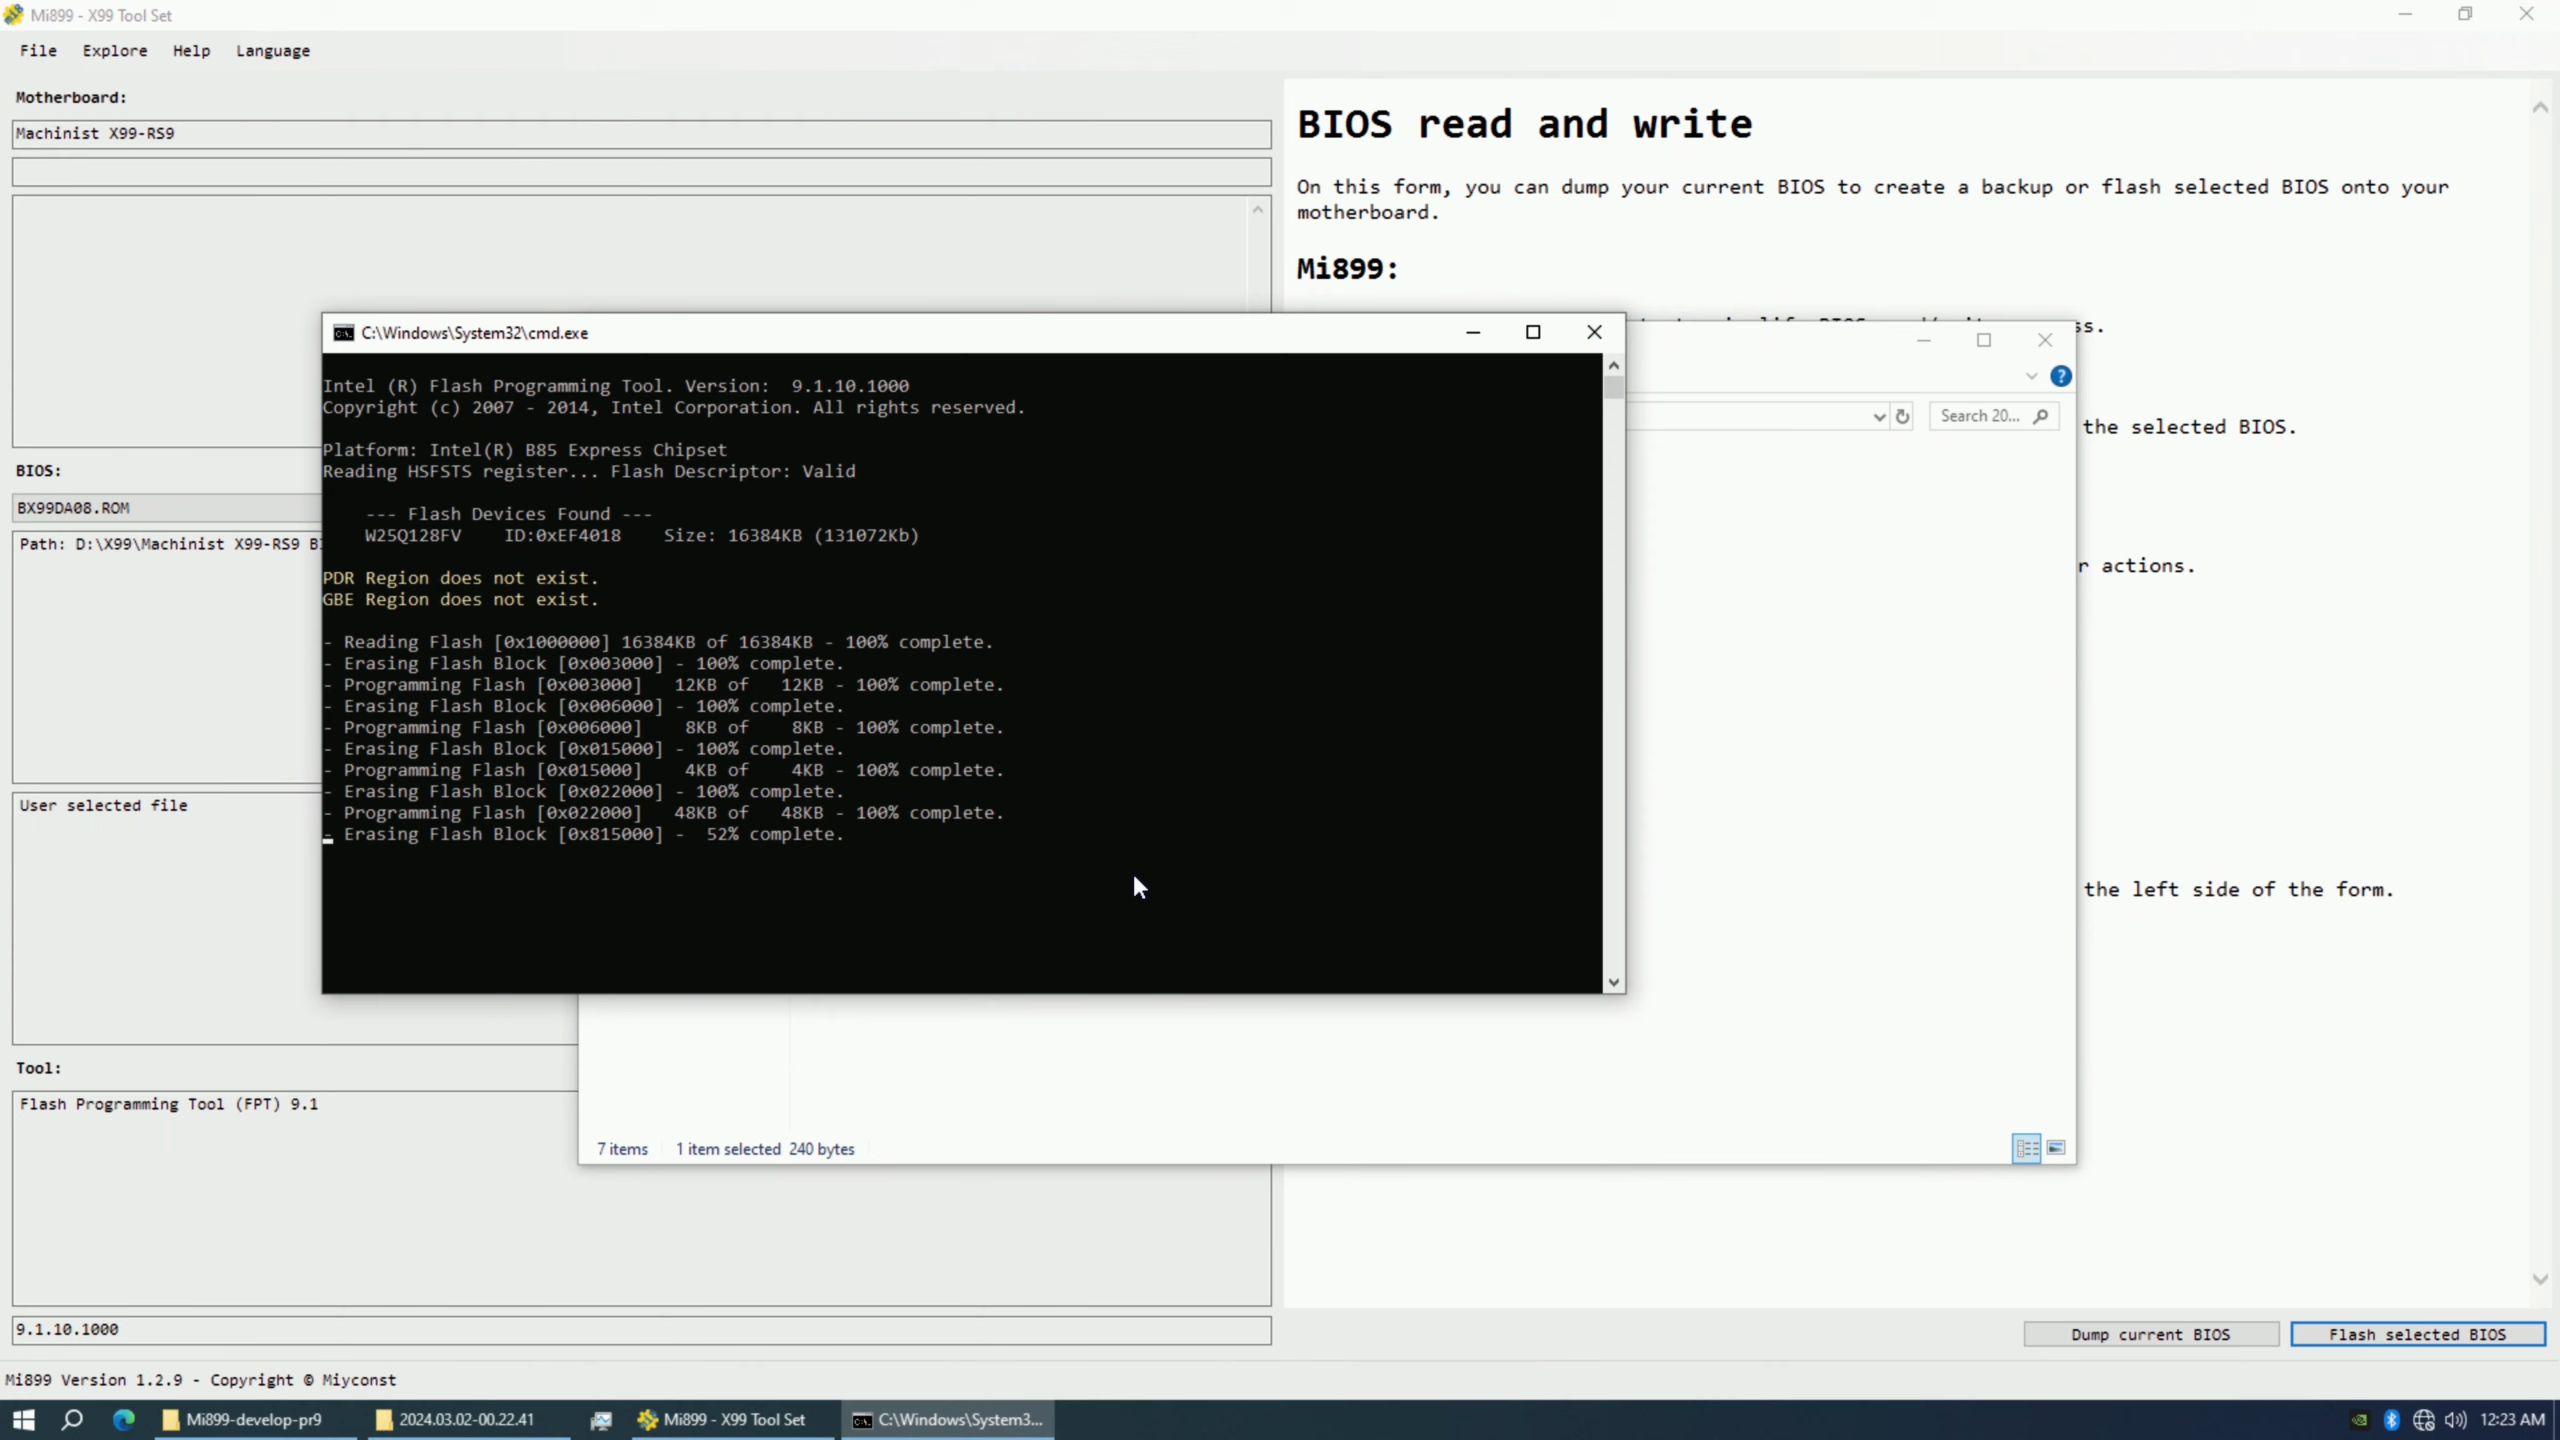 Mi899 - X99 Tool Set
File Explore Help Language
Motherboard:
Machinist X99-RS9
BIOS:
BX99DA08.ROM
Path: D:\X99\Machinist X99-RS9
User selected file
Tool:
Flash Programming Tool (FPT) 9.1
9.1.10.1000
BIOS read and write
On this form, you can dump your current BIOS to create a backup or flash selected BIOS onto your
motherboard.
Mi899:
ss.
the selected BIOS.
r actions.
the left side of the form.
C:\Windows\System32\cmd.exe
Intel (R) Flash Programming Tool. Version:  9.1.10.1000
Copyright (c) 2007 - 2014, Intel Corporation. All rights reserved.
Platform: Intel(R) B85 Express Chipset
Reading HSFSTS register... Flash Descriptor: Valid
--- Flash Devices Found ---
W25Q128FV    ID:0xEF4018    Size: 16384KB (131072Kb)
PDR Region does not exist.
GBE Region does not exist.
- Reading Flash [0x1000000] 16384KB of 16384KB - 100% complete.
- Erasing Flash Block [0x003000] - 100% complete.
- Programming Flash [0x003000]   12KB of   12KB - 100% complete.
- Erasing Flash Block [0x006000] - 100% complete.
- Programming Flash [0x006000]    8KB of    8KB - 100% complete.
- Erasing Flash Block [0x015000] - 100% complete.
- Programming Flash [0x015000]    4KB of    4KB - 100% complete.
- Erasing Flash Block [0x022000] - 100% complete.
- Programming Flash [0x022000]   48KB of   48KB - 100% complete.
- Erasing Flash Block [0x815000] -  52% complete.
Search 20...
7 items 1 item selected 240 bytes
Dump current BIOS Flash selected BIOS
Mi899 Version 1.2.9 - Copyright © Miyconst
Mi899-develop-pr9 2024.03.02-00.22.41 Mi899 - X99 Tool Set C:\Windows\System3... 12:23 AM